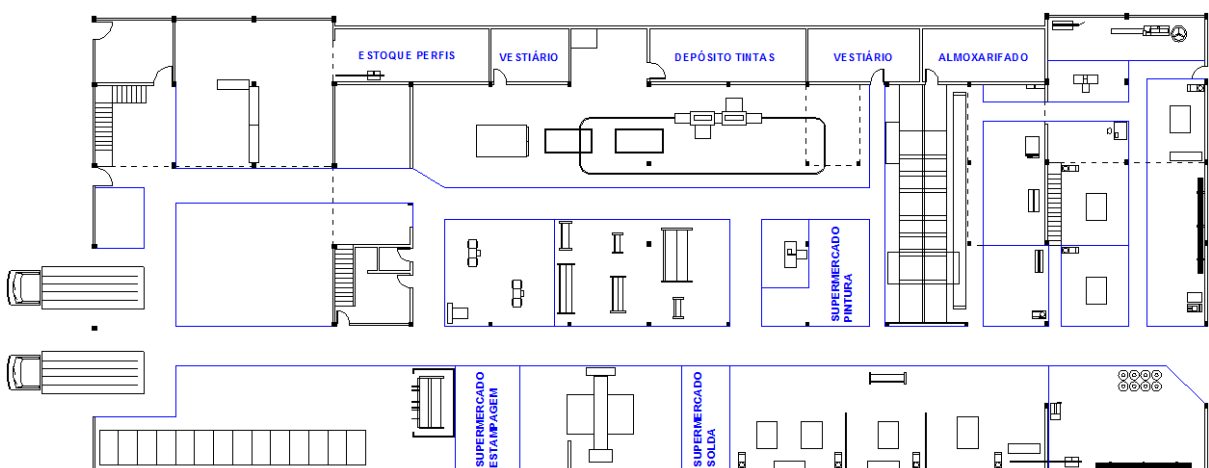 ESTOQUE PERFIS
VESTIÁRIO
DEPÓSITO TINTAS
VESTIÁRIO
ALMOXARIFADO
SUPERMERCADO
PINTURA
SUPERMERCADO
ESTAMPAGEM
SUPERMERCADO
SOLDA